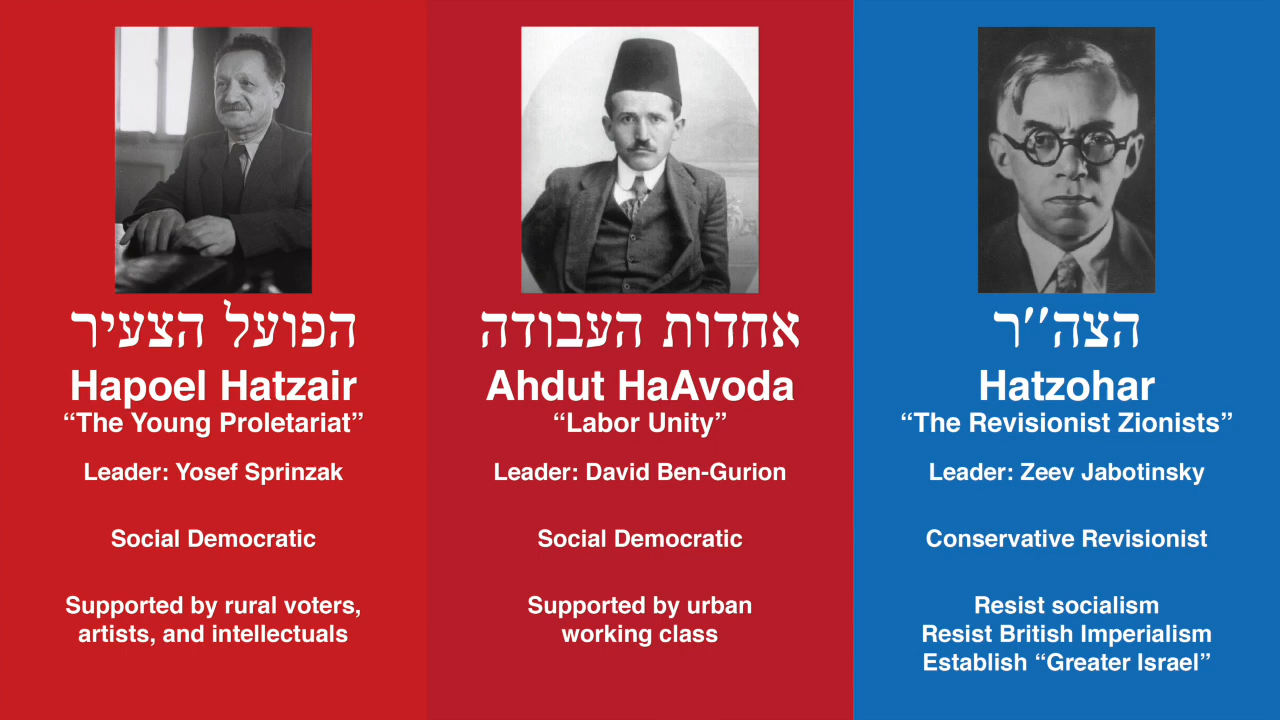 הפועל הצעיר
Hapoel Hatzair
“The Young Proletariat”
Leader: Yosef Sprinzak
Social Democratic
Supported by rural voters,
artists, and intellectuals
אחדות העבודה
Ahdut HaAvoda
“Labor Unity”
Leader: David Ben-Gurion
Social Democratic
Supported by urban
working class
הצה''ר
Hatzohar
“The Revisionist Zionists”
Leader: Zeev Jabotinsky
Conservative Revisionist
Resist socialism
Resist British Imperialism
Establish “Greater Israel”